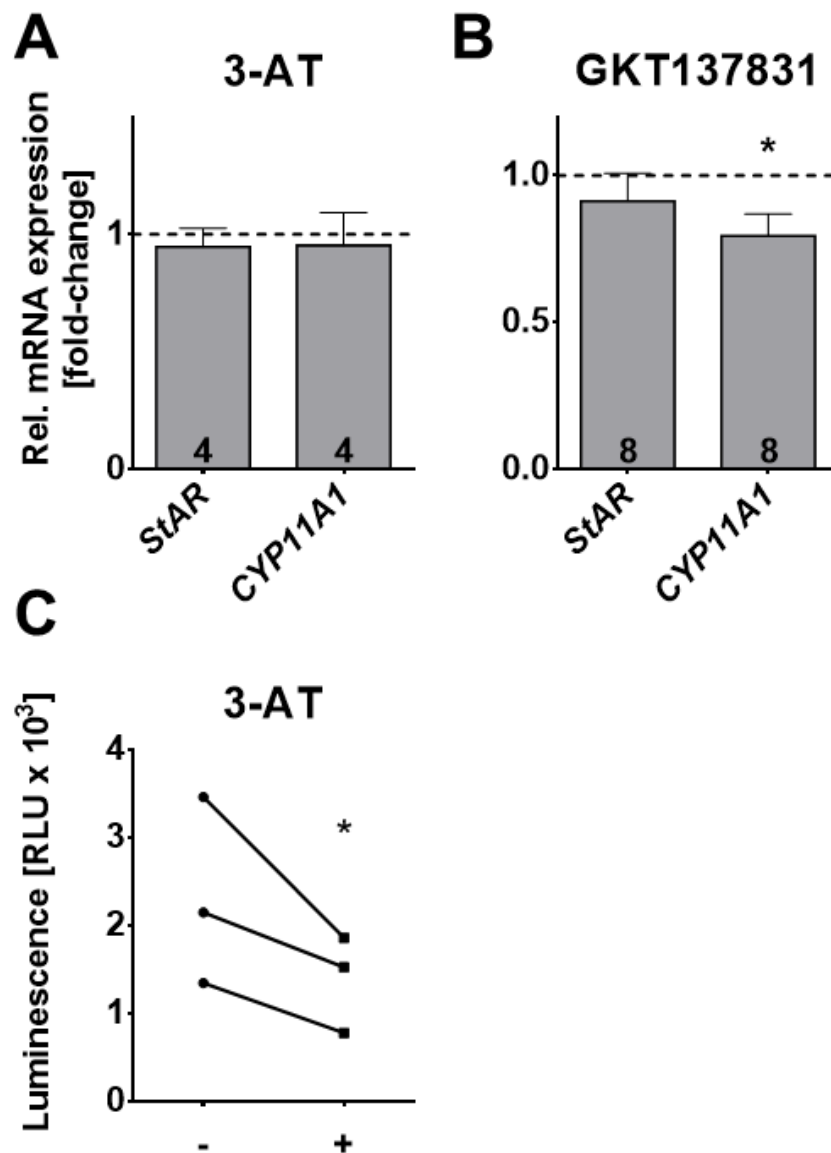 A
3-AT
Rel. mRNA expression
[fold-change]
1
0
4
4
StAR
CYP11A1
B
GKT137831
*
1.0
0.5
0.0
8
8
StAR
CYP11A1
C
3-AT
Luminescence [RLU x 10³]
4
3
2
1
0
*
-
+